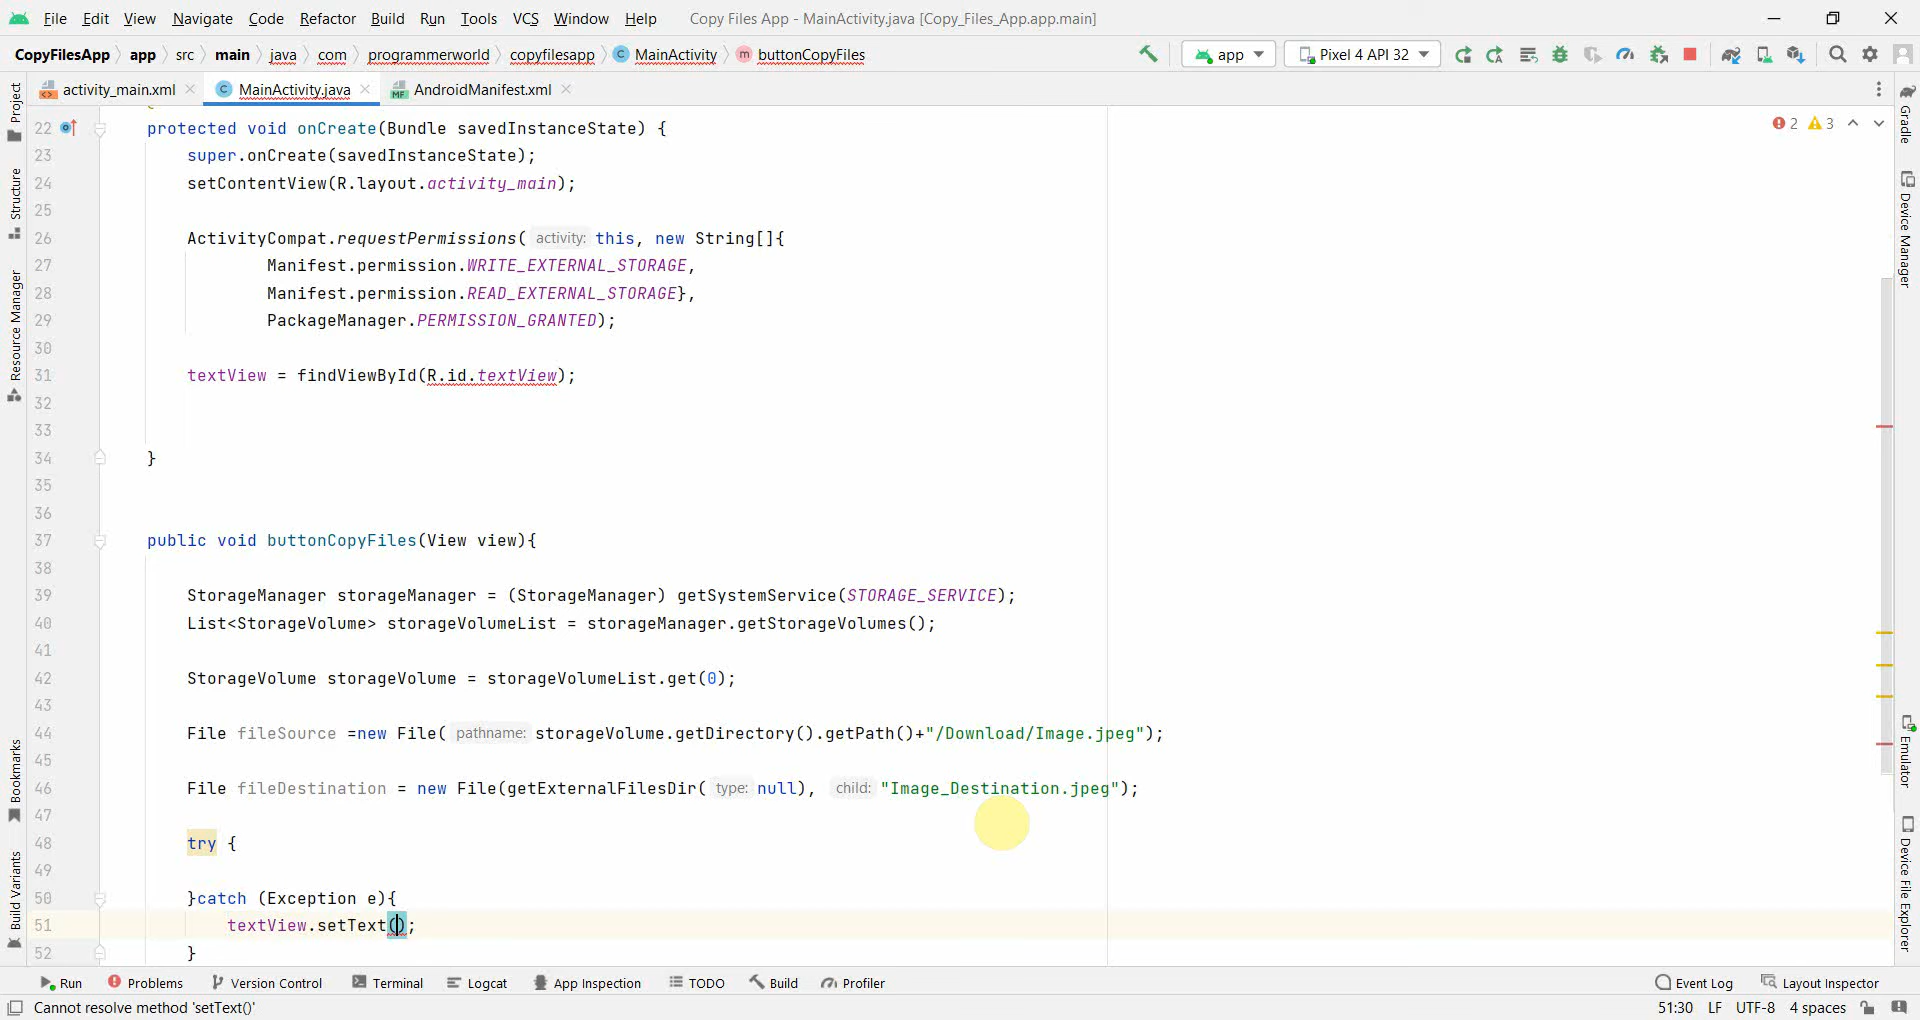 File Edit View Navigate Code Refactor Build Run Tools VCS Window Help Copy Files App - MainActivity.java [Copy_Files_App.app.main]
CopyFilesApp app src main java com programmerworld copyfilesapp C MainActivity m buttonCopyFiles app Pixel 4 API 32
activity_main.xml C MainActivity.java MF AndroidManifest.xml
Project
Structure
Resource Manager
Bookmarks
Build Variants
2 3
22 protected void onCreate(Bundle savedInstanceState) {
23 super.onCreate(savedInstanceState);
24 setContentView(R.layout.activity_main);
25
26 ActivityCompat.requestPermissions( activity: this, new String[]{
27 Manifest.permission.WRITE_EXTERNAL_STORAGE,
28 Manifest.permission.READ_EXTERNAL_STORAGE},
29 PackageManager.PERMISSION_GRANTED);
30
31 textView = findViewById(R.id.textView);
32
33
34 }
35
36
37 public void buttonCopyFiles(View view){
38
39 StorageManager storageManager = (StorageManager) getSystemService(STORAGE_SERVICE);
40 List<StorageVolume> storageVolumeList = storageManager.getStorageVolumes();
41
42 StorageVolume storageVolume = storageVolumeList.get(0);
43
44 File fileSource =new File( pathname: storageVolume.getDirectory().getPath()+"/Download/Image.jpeg");
45
46 File fileDestination = new File(getExternalFilesDir( type: null), child: "Image_Destination.jpeg");
47
48 try {
49
50 }catch (Exception e){
51 textView.setText();
52 }
Gradle
Device Manager
Emulator
Device File Explorer
Run Problems Version Control Terminal Logcat App Inspection TODO Build Profiler Event Log Layout Inspector
Cannot resolve method 'setText()' 51:30 LF UTF-8 4 spaces